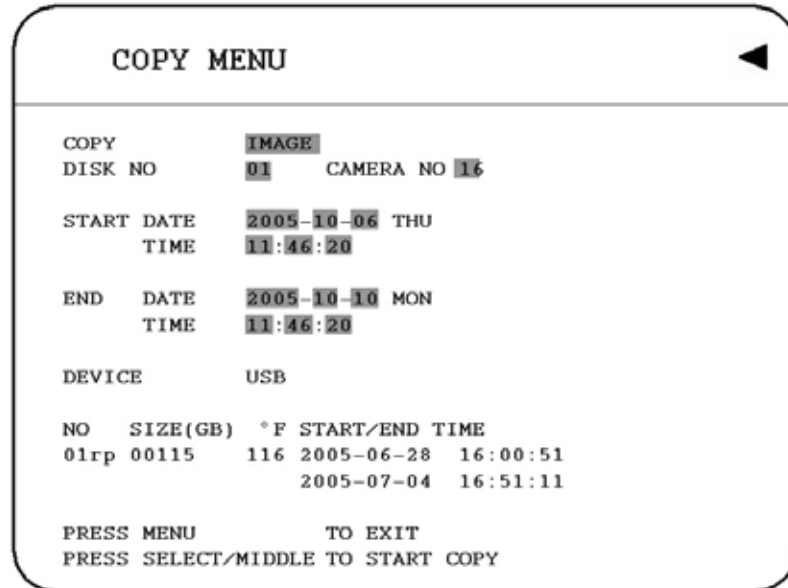 COPY MENU
COPY IMAGE
DISK NO 01 CAMERA NO 16
START DATE 2005-10-06 THU
TIME 11:46:20
END DATE 2005-10-10 MON
TIME 11:46:20
DEVICE USB
NO SIZE(GB) °F START/END TIME
01rp 00115 116 2005-06-28 16:00:51
2005-07-04 16:51:11
PRESS MENU TO EXIT
PRESS SELECT/MIDDLE TO START COPY